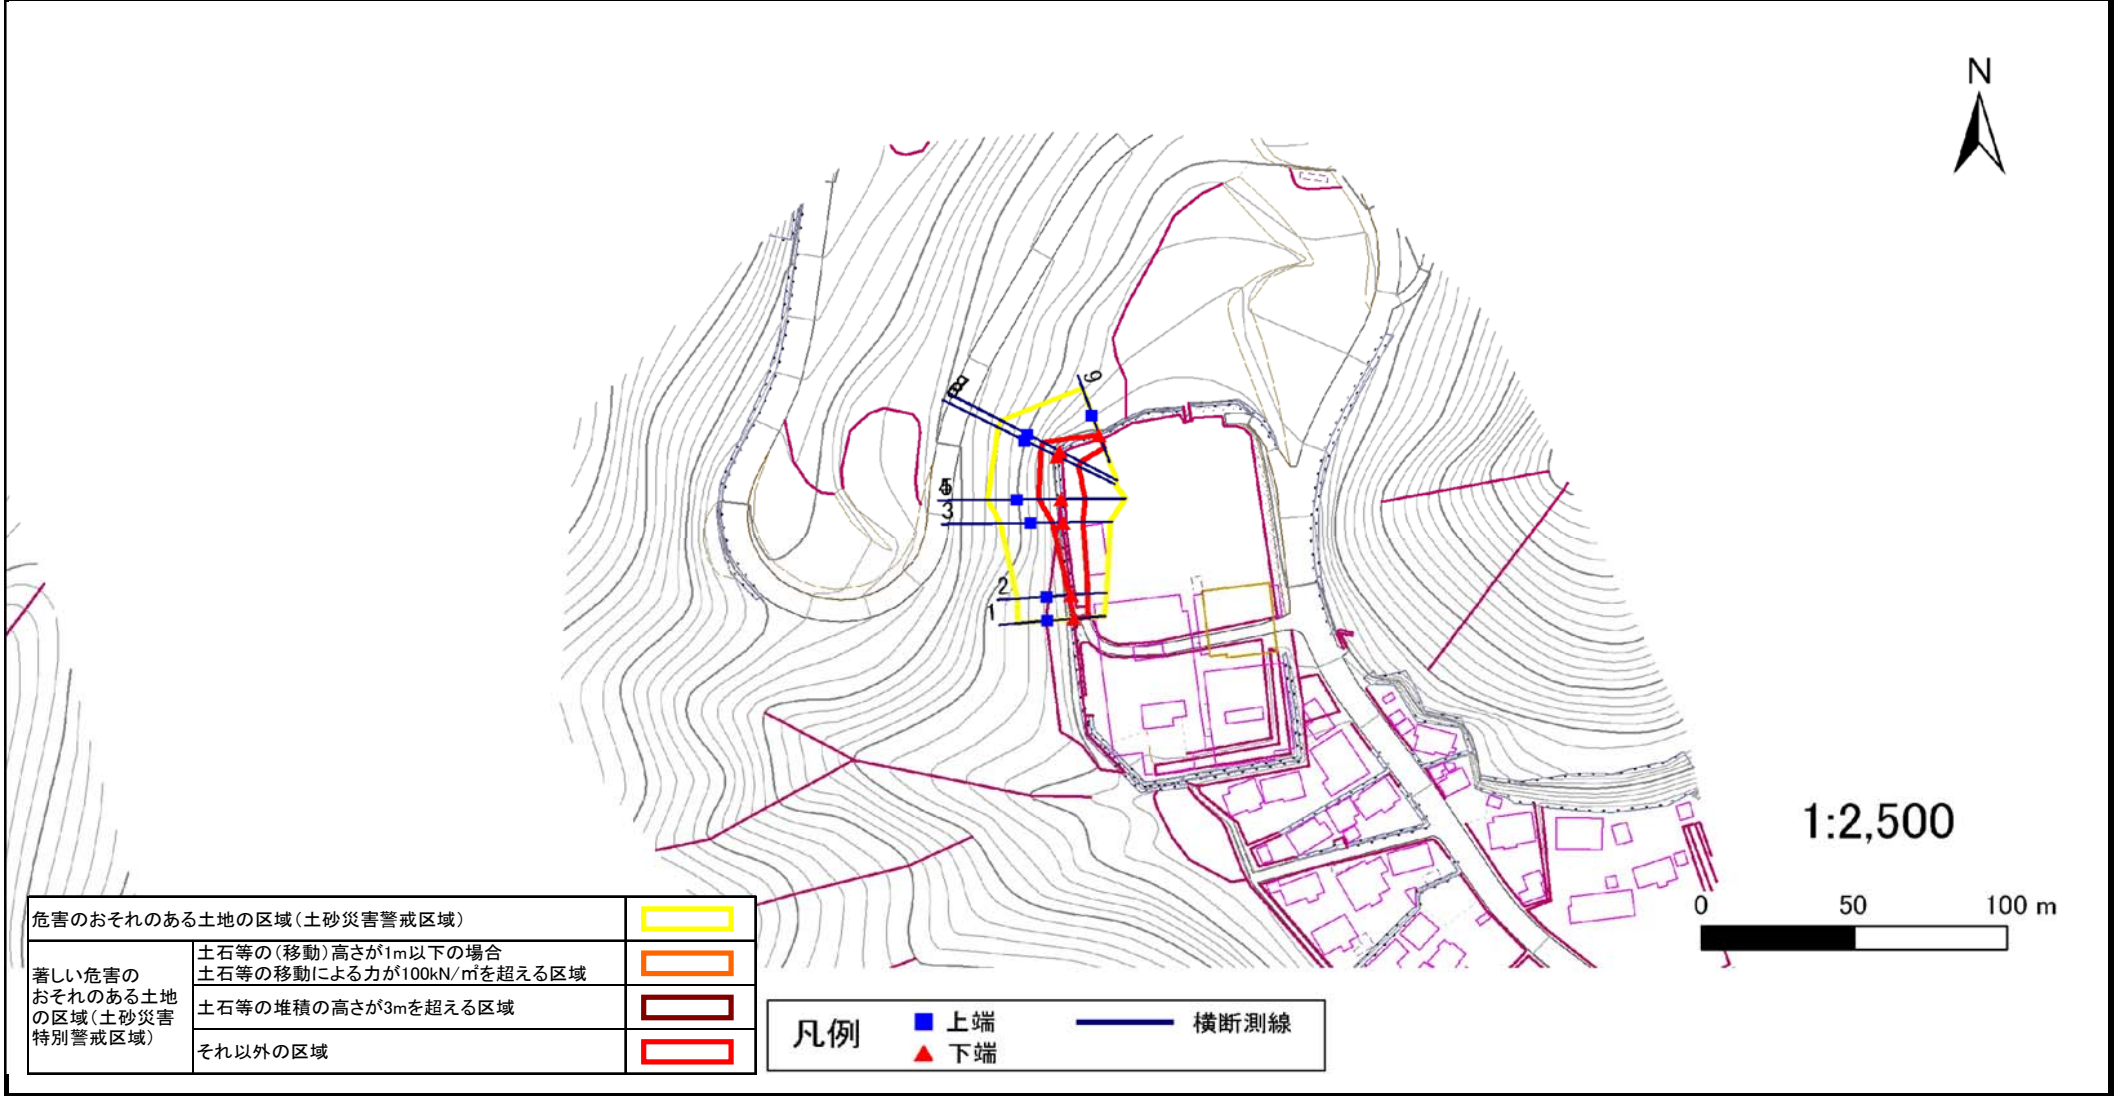 N
9
3
2
1
1:2,500
0 50 100 m
危害のおそれのある土地の区域(土砂災害警戒区域)
著しい危害の
おそれのある土地
の区域(土砂災害
特別警戒区域)
土石等の(移動)高さが1m以下の場合
土石等の移動による力が100kN/㎡を超える区域
土石等の堆積の高さが3mを超える区域
それ以外の区域
凡例
上端
下端
横断測線